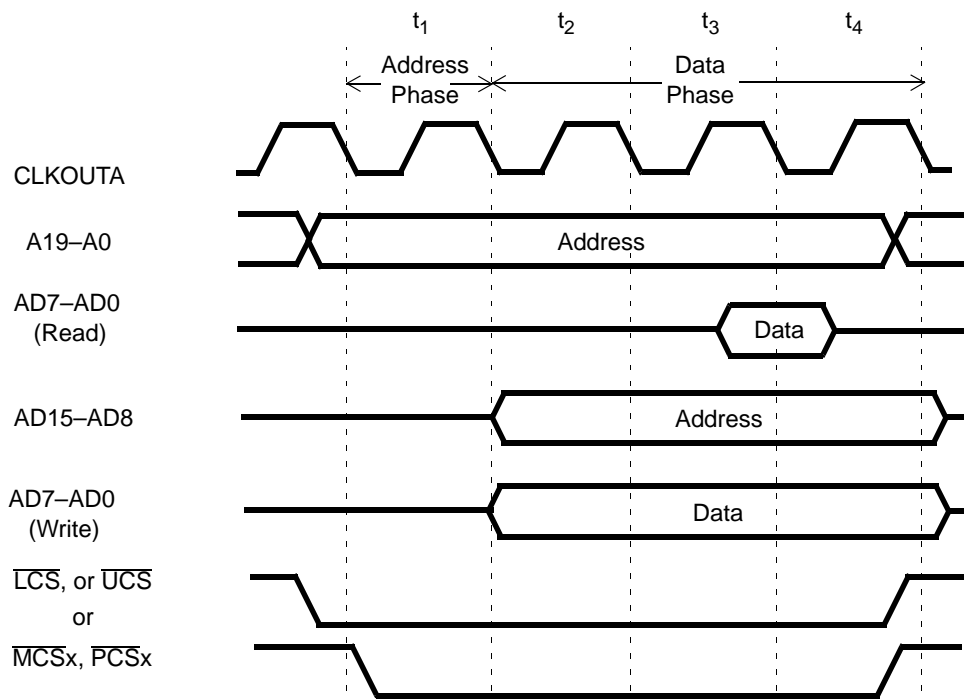 t1 t2 t3 t4
Address Phase
Data Phase
CLKOUTA
A19–A0
Address
AD7–AD0
(Read)
Data
AD15–AD8
Address
AD7–AD0
(Write)
Data
LCS, or UCS
or
MCSx, PCSx